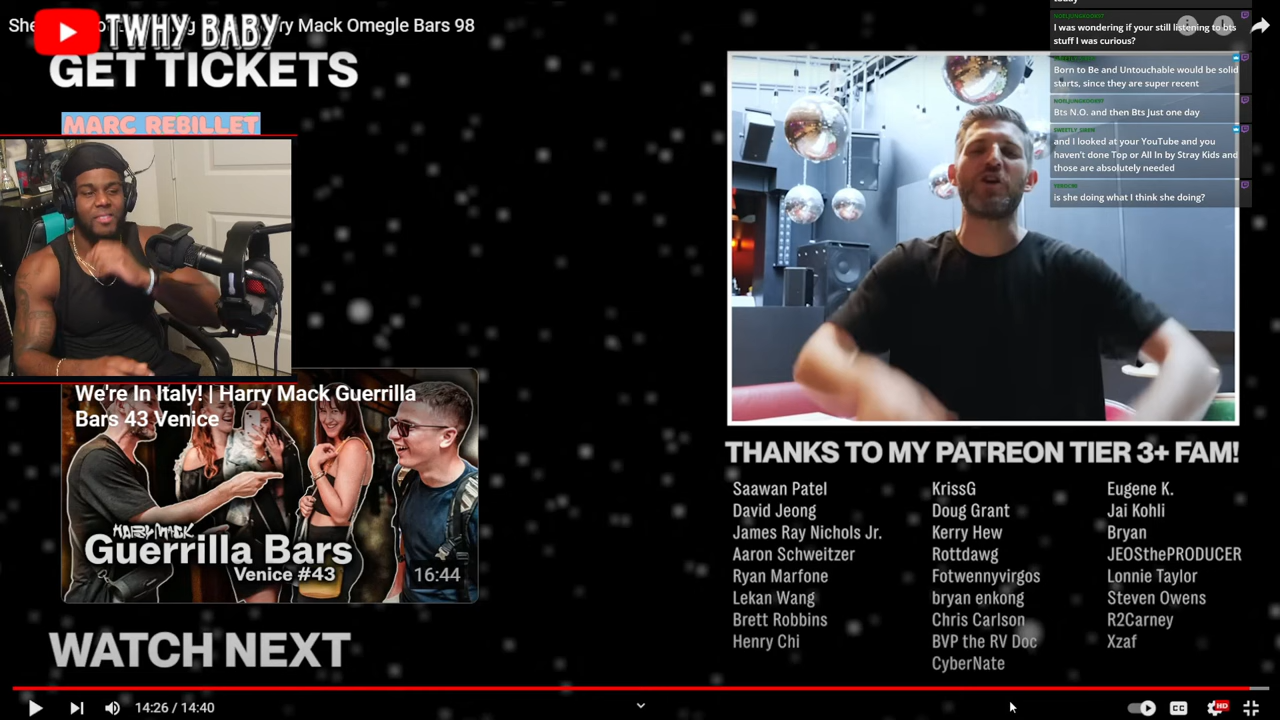 She
ry Mack Omegle Bars 98
TWHY BABY
GET TICKETS
MARC REBILLET
I was wondering if your still listening to bts
stuff I was curious?
Born to Be and Untouchable would be solid
starts, since they are super recent
Bts N.O. and then Bts Just one day
SWEETLY_SIREN
and I looked at your YouTube and you
haven't done Top or All In by Stray Kids and
those are absolutely needed
is she doing what I think she doing?
We're In Italy! | Harry Mack Guerrilla
Bars 43 Venice
HARRY MACK
Guerrilla Bars
Venice #43
16:44
WATCH NEXT
THANKS TO MY PATREON TIER 3+ FAM!
Saawan Patel
David Jeong
James Ray Nichols Jr.
Aaron Schweitzer
Ryan Marfone
Lekan Wang
Brett Robbins
Henry Chi
KrissG
Doug Grant
Kerry Hew
Rottdawg
Fotwennyvirgos
bryan enkong
Chris Carlson
BVP the RV Doc
CyberNate
Eugene K.
Jai Kohli
Bryan
JEOSthePRODUCER
Lonnie Taylor
Steven Owens
R2Carney
Xzaf
14:26 / 14:40
CC
HD